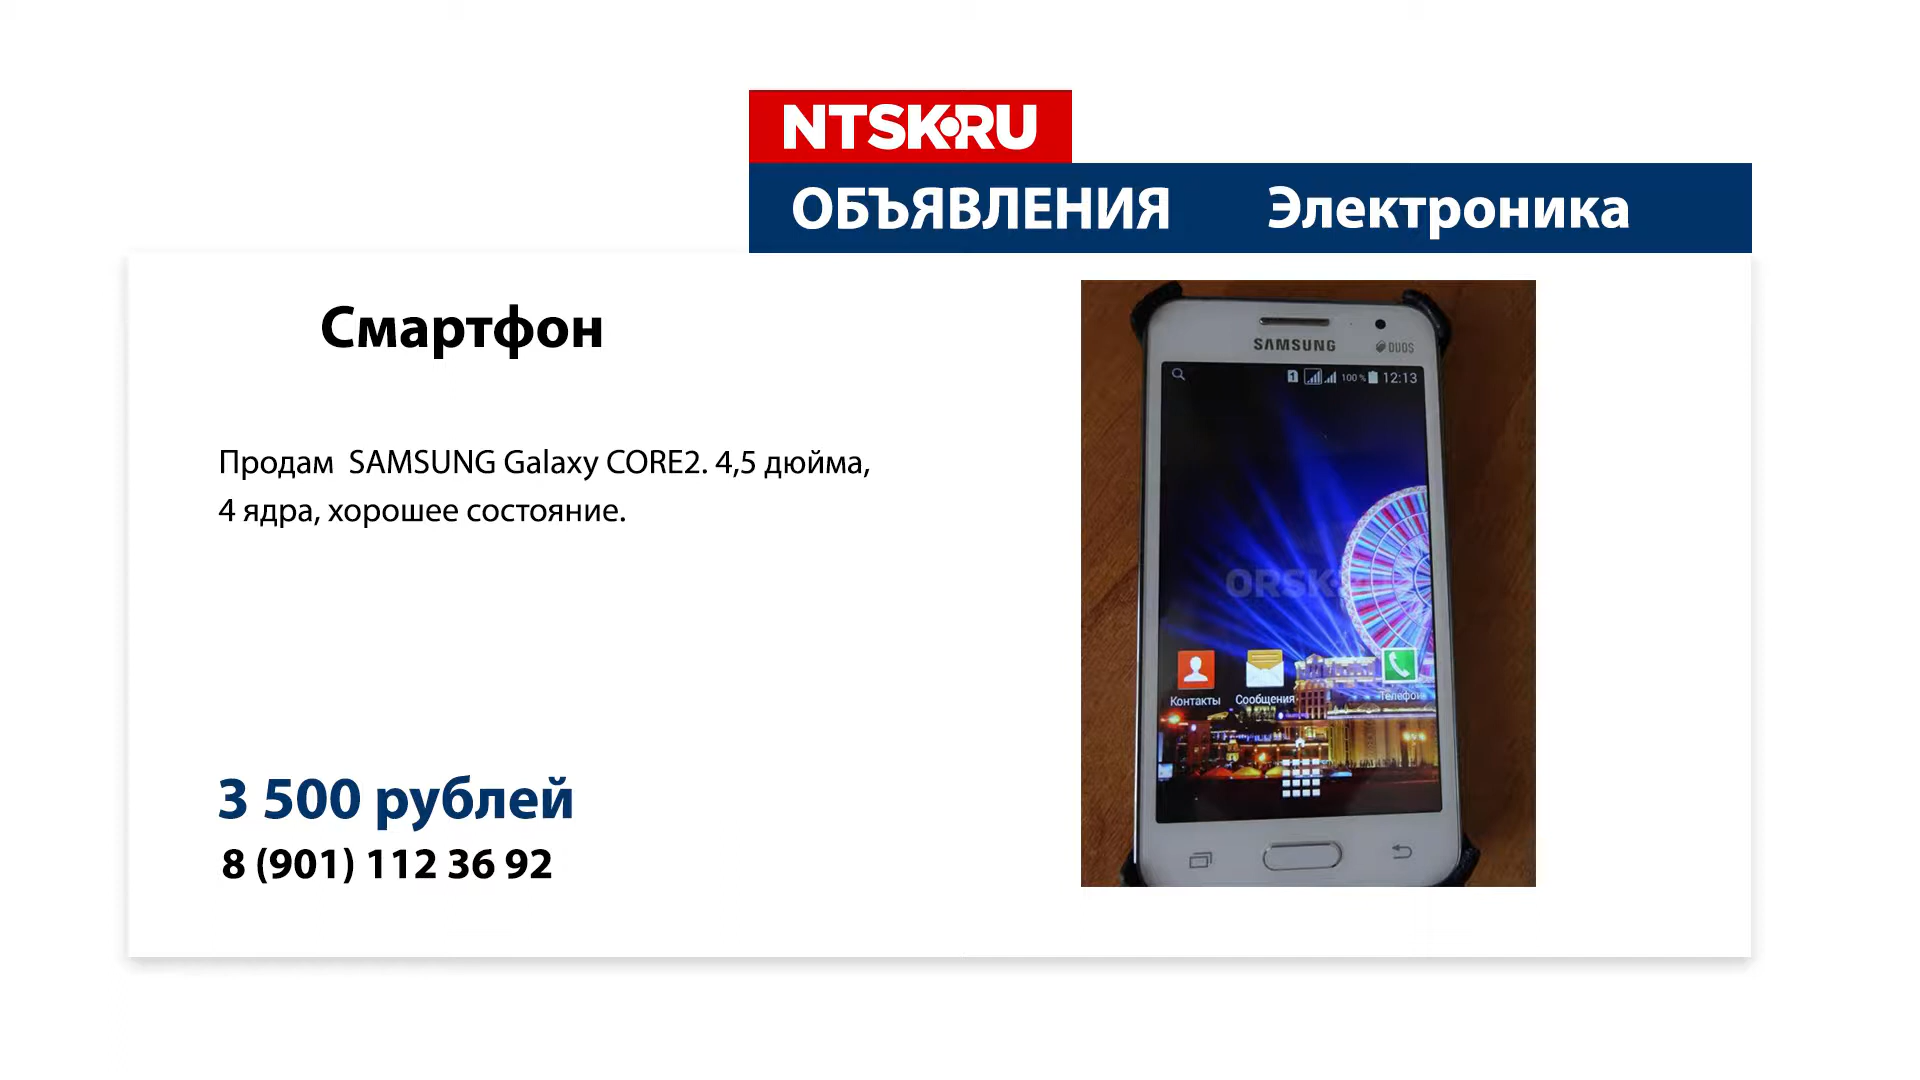 NTSK.RU
ОБЪЯВЛЕНИЯ Электроника
Смартфон
Продам SAMSUNG Galaxy CORE2. 4,5 дюйма,
4 ядра, хорошее состояние.
3 500 рублей
8 (901) 112 36 92
SAMSUNG
DUOS
1 100 % 12:13
ORSK
Контакты Сообщения Телефон